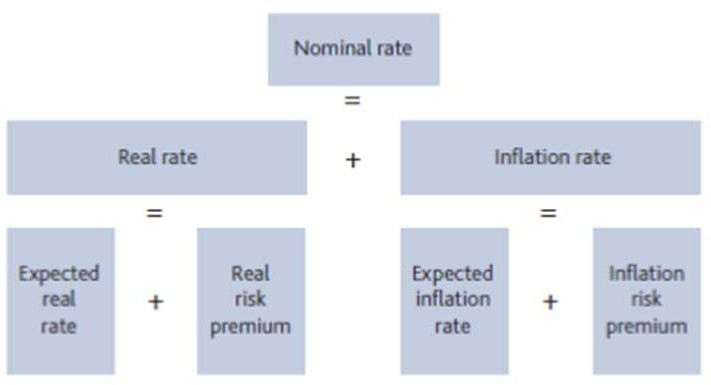 Nominal rate
=
Real rate
+
Inflation rate
=
=
Expected
real
rate
+
Real
risk
premium
Expected
inflation
rate
+
Inflation
risk
premium